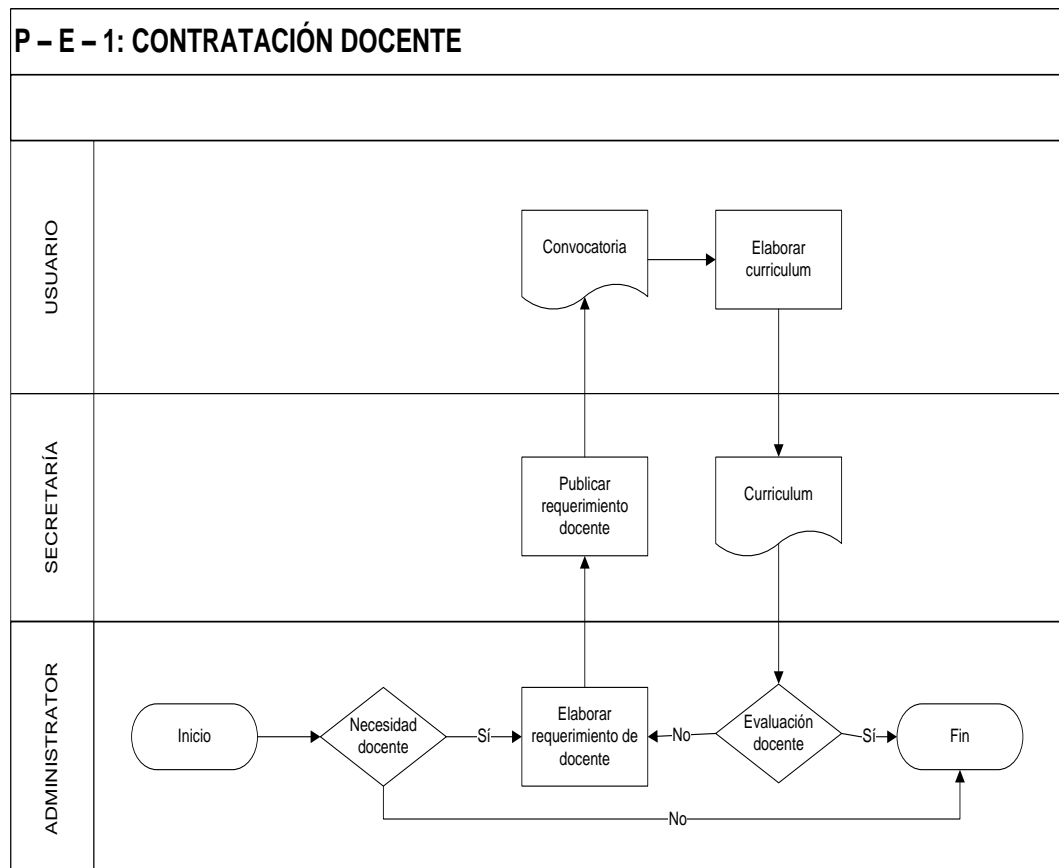 P – E – 1: CONTRATACIÓN DOCENTE
USUARIO
Convocatoria
Elaborar
curriculum
SECRETARÍA
Publicar
requerimiento
docente
Curriculum
ADMINISTRATOR
Inicio
Necesidad
docente
Sí
Elaborar
requerimiento de
docente
No
Evaluación
docente
Sí
Fin
No